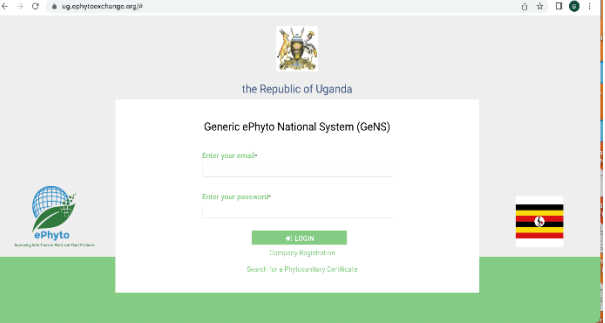 ug.ephytoexchange.org/#
the Republic of Uganda
Generic ePhyto National System (GeNS)
Enter your email*
Enter your password*
LOGIN
Company Registration
Search for a Phytosanitary Certificate
ePhyto